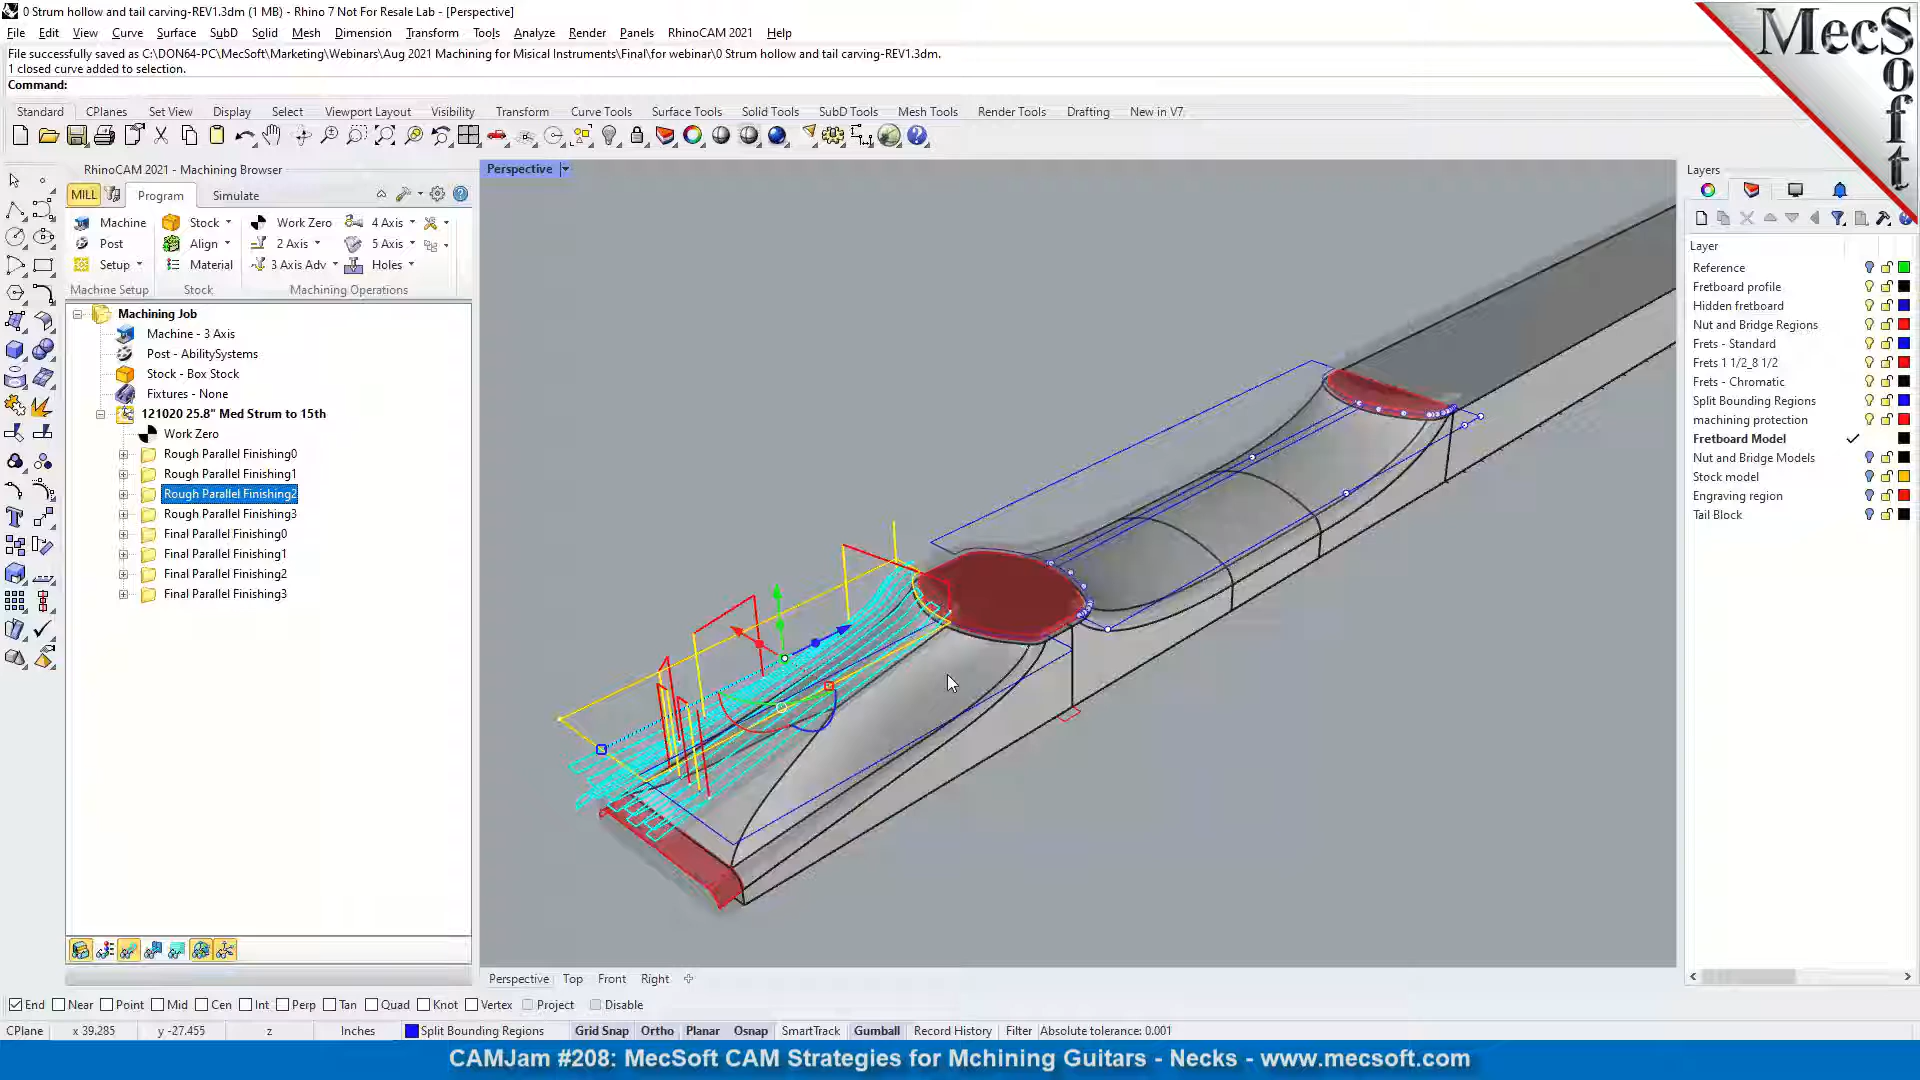 0 Strum hollow and tail carving-REV1.3dm (1 MB) - Rhino 7 Not For Resale Lab - [Perspective]
File Edit View Curve Surface SubD Solid Mesh Dimension Transform Tools Analyze Render Panels RhinoCAM 2021 Help
File successfully saved as C:\DON64-PC\MecSoft\Marketing\Webinars\Aug 2021 Machining for Misical Instruments\Final\for webinar\0 Strum hollow and tail carving-REV1.3dm.
1 closed curve added to selection.
Command:
Standard CPlanes Set View Display Select Viewport Layout Visibility Transform Curve Tools Surface Tools Solid Tools SubD Tools Mesh Tools Render Tools Drafting New in V7
MecSoft
RhinoCAM 2021 - Machining Browser
MILL Program Simulate
Machine Stock Work Zero 4 Axis
Post Align 2 Axis 5 Axis
Setup Material 3 Axis Adv Holes
Machine Setup Stock Machining Operations
Machining Job
Machine - 3 Axis
Post - AbilitySystems
Stock - Box Stock
Fixtures - None
121020 25.8" Med Strum to 15th
Work Zero
Rough Parallel Finishing0
Rough Parallel Finishing1
Rough Parallel Finishing2
Rough Parallel Finishing3
Final Parallel Finishing0
Final Parallel Finishing1
Final Parallel Finishing2
Final Parallel Finishing3
Perspective
Layers
Layer
Reference
Fretboard profile
Hidden fretboard
Nut and Bridge Regions
Frets - Standard
Frets 1 1/2_8 1/2
Frets - Chromatic
Split Bounding Regions
machining protection
Fretboard Model
Nut and Bridge Models
Stock model
Engraving region
Tail Block
Perspective Top Front Right
End Near Point Mid Cen Int Perp Tan Quad Knot Vertex Project Disable
CPlane x 39.285 y -27.455 z Inches Split Bounding Regions Grid Snap Ortho Planar Osnap SmartTrack Gumball Record History Filter Absolute tolerance: 0.001
CAMJam #208: MecSoft CAM Strategies for Mchining Guitars - Necks - www.mecsoft.com